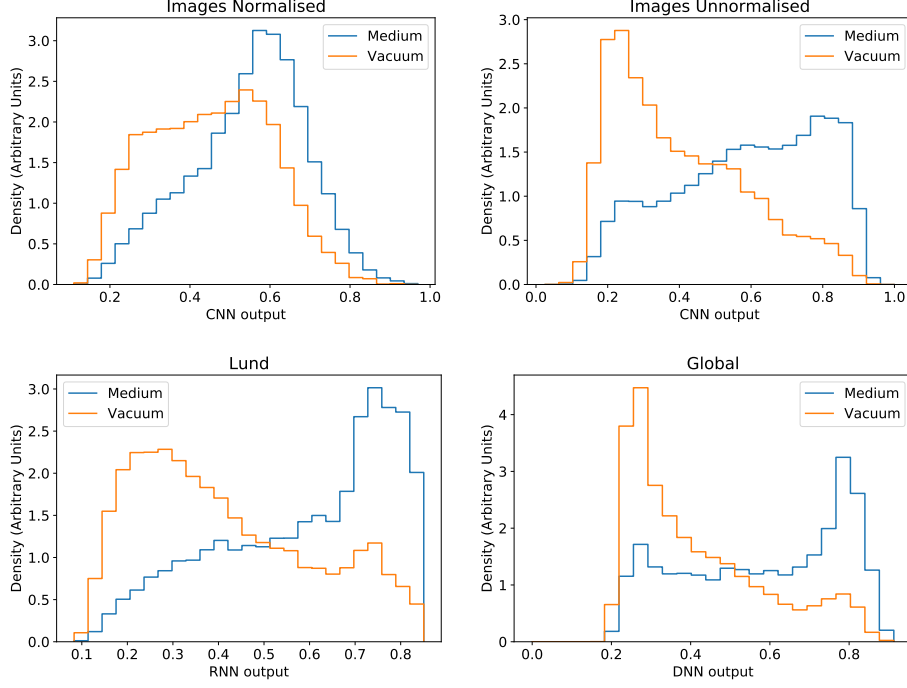 Images Normalised
Density (Arbitrary Units)
3.0
2.5
2.0
1.5
1.0
0.5
0.0
Medium
Vacuum
0.2 0.4 0.6 0.8 1.0
CNN output
Images Unnormalised
Density (Arbitrary Units)
3.0
2.5
2.0
1.5
1.0
0.5
0.0
Medium
Vacuum
0.0 0.2 0.4 0.6 0.8 1.0
CNN output
Lund
Density (Arbitrary Units)
3.0
2.5
2.0
1.5
1.0
0.5
0.0
Medium
Vacuum
0.1 0.2 0.3 0.4 0.5 0.6 0.7 0.8
RNN output
Global
Density (Arbitrary Units)
4
3
2
1
0
Medium
Vacuum
0.0 0.2 0.4 0.6 0.8
DNN output